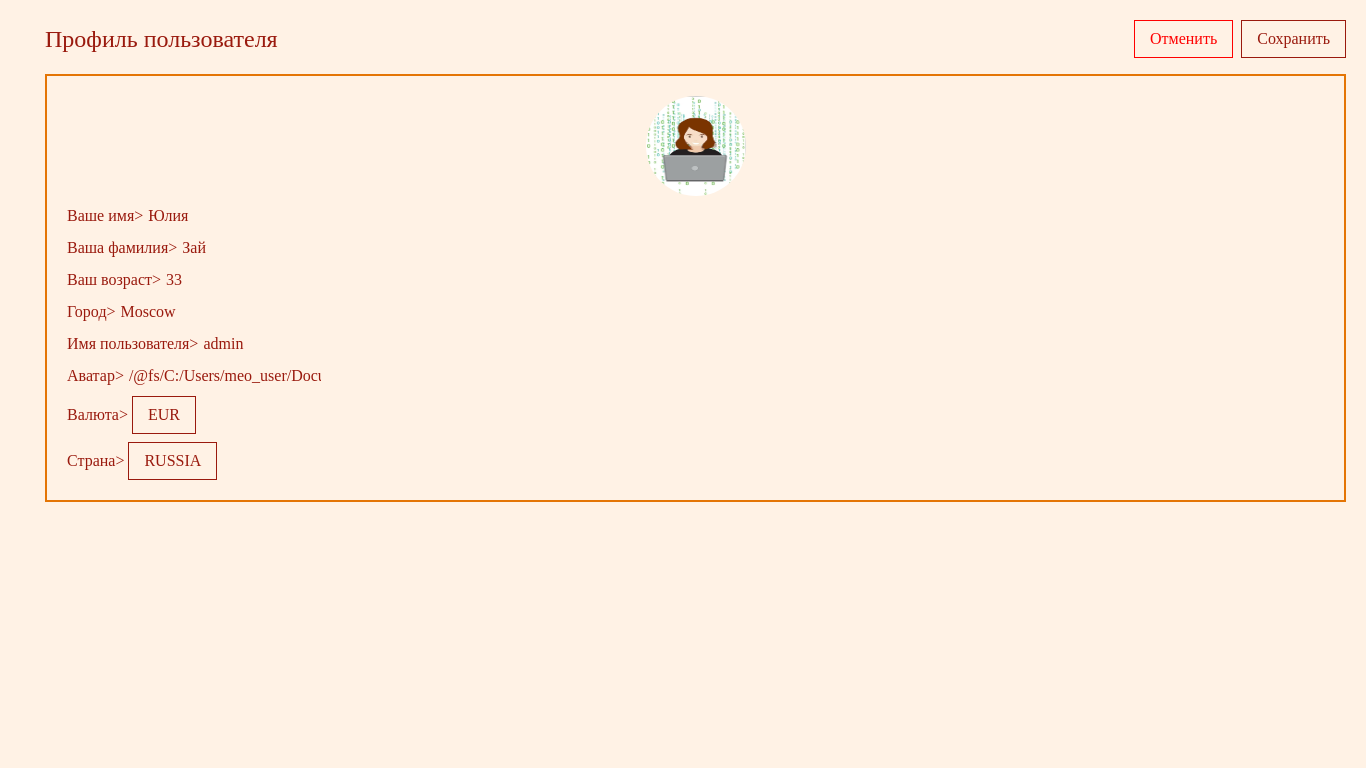 Профиль пользователя
Отменить
Сохранить
Ваше имя> Юлия
Ваша фамилия> Зай
Ваш возраст> 33
Город> Moscow
Имя пользователя> admin
Аватар> /@fs/C:/Users/meo_user/Docu
Валюта> EUR
Страна> RUSSIA